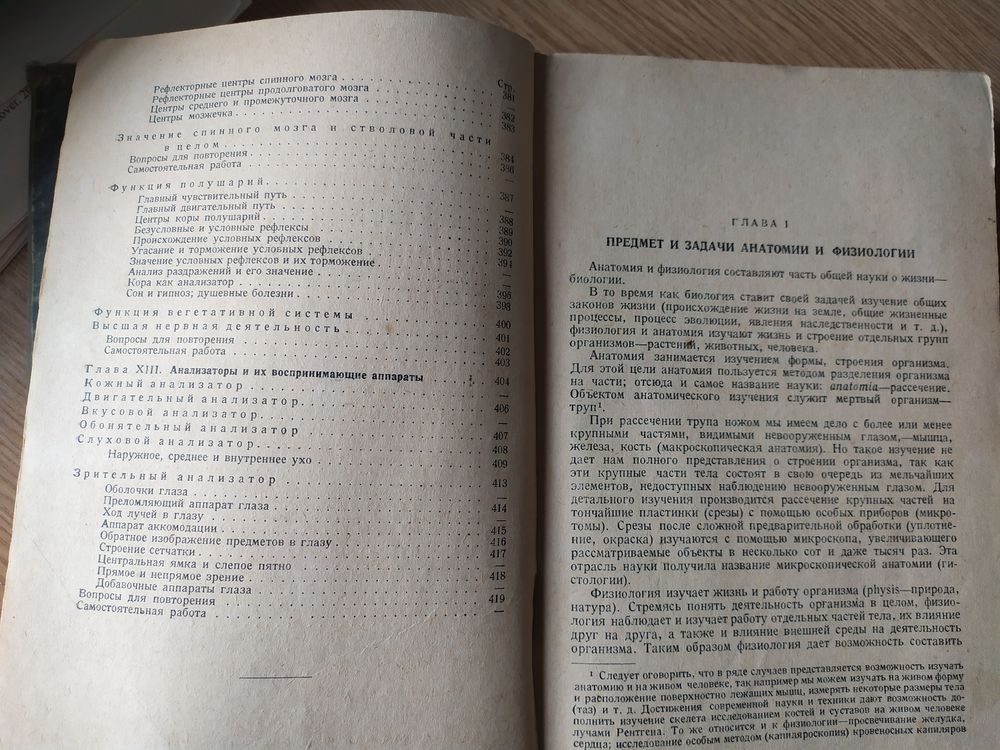 over. 20
Стр.
Рефлекторные центры спинного мозга . . . 381
Рефлекторные центры продолговатого мозга . . . —
Центры среднего и промежуточного мозга . . . 382
Центры мозжечка . . . 383
Значение спинного мозга и стволовой части
в целом . . . 384
Вопросы для повторения . . . 386
Самостоятельная работа . . . —
Функция полушарий . . . 387
Главный чувствительный путь . . . —
Главный двигательный путь . . . 388
Центры коры полушарий . . . 389
Безусловные и условные рефлексы . . . 390
Происхождение условных рефлексов . . . 392
Угасание и торможение условных рефлексов . . . 394
Значение условных рефлексов и их торможение . . . —
Анализ раздражений и его значение . . . —
Кора как анализатор . . . 396
Сон и гипноз; душевные болезни . . . 398
Функция вегетативной системы . . . 400
Высшая нервная деятельность . . . 401
Вопросы для повторения . . . 402
Самостоятельная работа . . . 403
Глава XIII. Анализаторы и их воспринимающие аппараты . . . 404
Кожный анализатор . . . —
Двигательный анализатор . . . 406
Вкусовой анализатор . . . —
Обонятельный анализатор . . . 407
Слуховой анализатор . . . 408
Наружное, среднее и внутреннее ухо . . . 409
Зрительный анализатор . . . 413
Оболочки глаза . . . —
Преломляющий аппарат глаза . . . 414
Ход лучей в глазу . . . —
Аппарат аккомодации . . . 415
Обратное изображение предметов в глазу . . . 416
Строение сетчатки . . . 417
Центральная ямка и слепое пятно . . . —
Прямое и непрямое зрение . . . 418
Добавочные аппараты глаза . . . —
Вопросы для повторения . . . 419
Самостоятельная работа . . . —
ГЛАВА I
ПРЕДМЕТ И ЗАДАЧИ АНАТОМИИ И ФИЗИОЛОГИИ
Анатомия и физиология составляют часть общей науки о жизни—
биологии.
В то время как биология ставит своей задачей изучение общих
законов жизни (происхождение жизни на земле, общие жизненные
процессы, процесс эволюции, явления наследственности и т. д.),
физиология и анатомия изучают жизнь и строение отдельных групп
организмов—растений, животных, человека.
Анатомия занимается изучением формы, строения организма.
Для этой цели анатомия пользуется методом разделения организма
на части; отсюда и самое название науки: anatomia—рассечение.
Объектом анатомического изучения служит мертвый организм—
труп¹.
При рассечении трупа ножом мы имеем дело с более или менее
крупными частями, видимыми невооруженным глазом,—мышца,
железа, кость (макроскопическая анатомия). Но такое изучение не
дает нам полного представления о строении организма, так как
эти крупные части тела состоят в свою очередь из мельчайших
элементов, недоступных наблюдению невооруженным глазом. Для
детального изучения производится рассечение крупных частей на
тончайшие пластинки (срезы) с помощью особых приборов (микро-
томы). Срезы после сложной предварительной обработки (уплотне-
ние, окраска) изучаются с помощью микроскопа, увеличивающего
рассматриваемые объекты в несколько сот и даже тысяч раз. Эта
отрасль науки получила название микроскопической анатомии (ги-
стологии).
Физиология изучает жизнь и работу организма (physis—природа,
натура). Стремясь понять деятельность организма в целом, физио-
логия наблюдает и изучает работу отдельных частей тела, их влияние
друг на друга, а также и влияние внешней среды на деятельность
организма. Таким образом физиология дает возможность составить
¹ Следует оговорить, что в ряде случаев представляется возможность изучать
анатомию и на живом человеке, так например мы можем изучать на живом форму
и расположение поверхностно лежащих мышц, измерять некоторые размеры тела
(таз) и т. д. Достижения современной науки и техники дают возможность до-
полнить изучение скелета исследованием костей и суставов на живом человеке
лучами Рентгена. То же относится и к физиологии—просвечивание желудка,
сердца; исследование особым методом (капиляроскопия) кровеносных капиляров